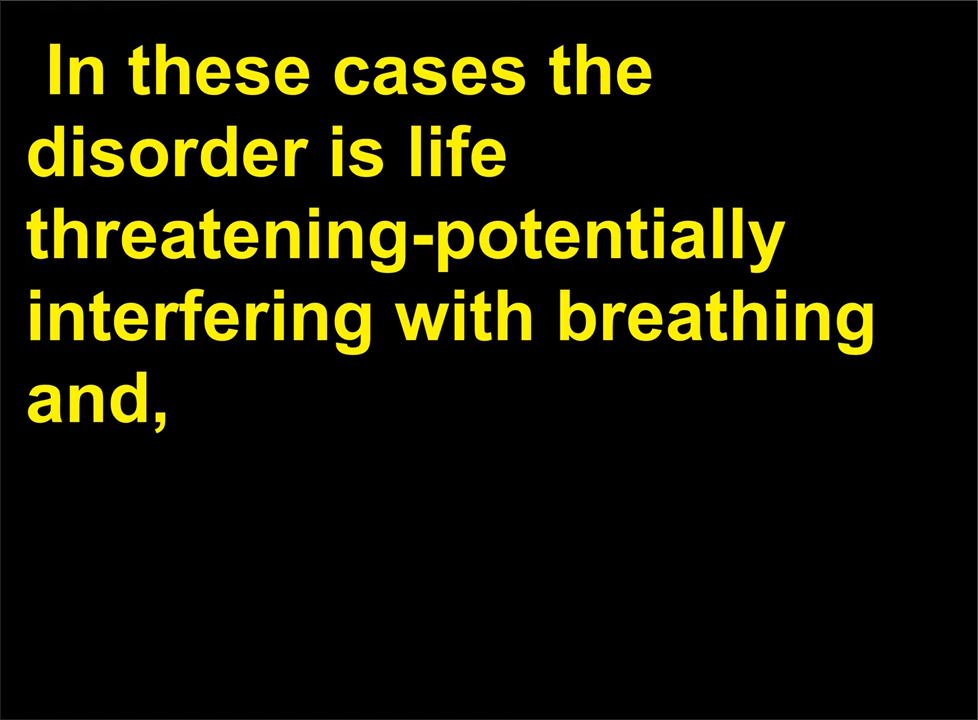 In these cases the
disorder is life
threatening-potentially
interfering with breathing
and,